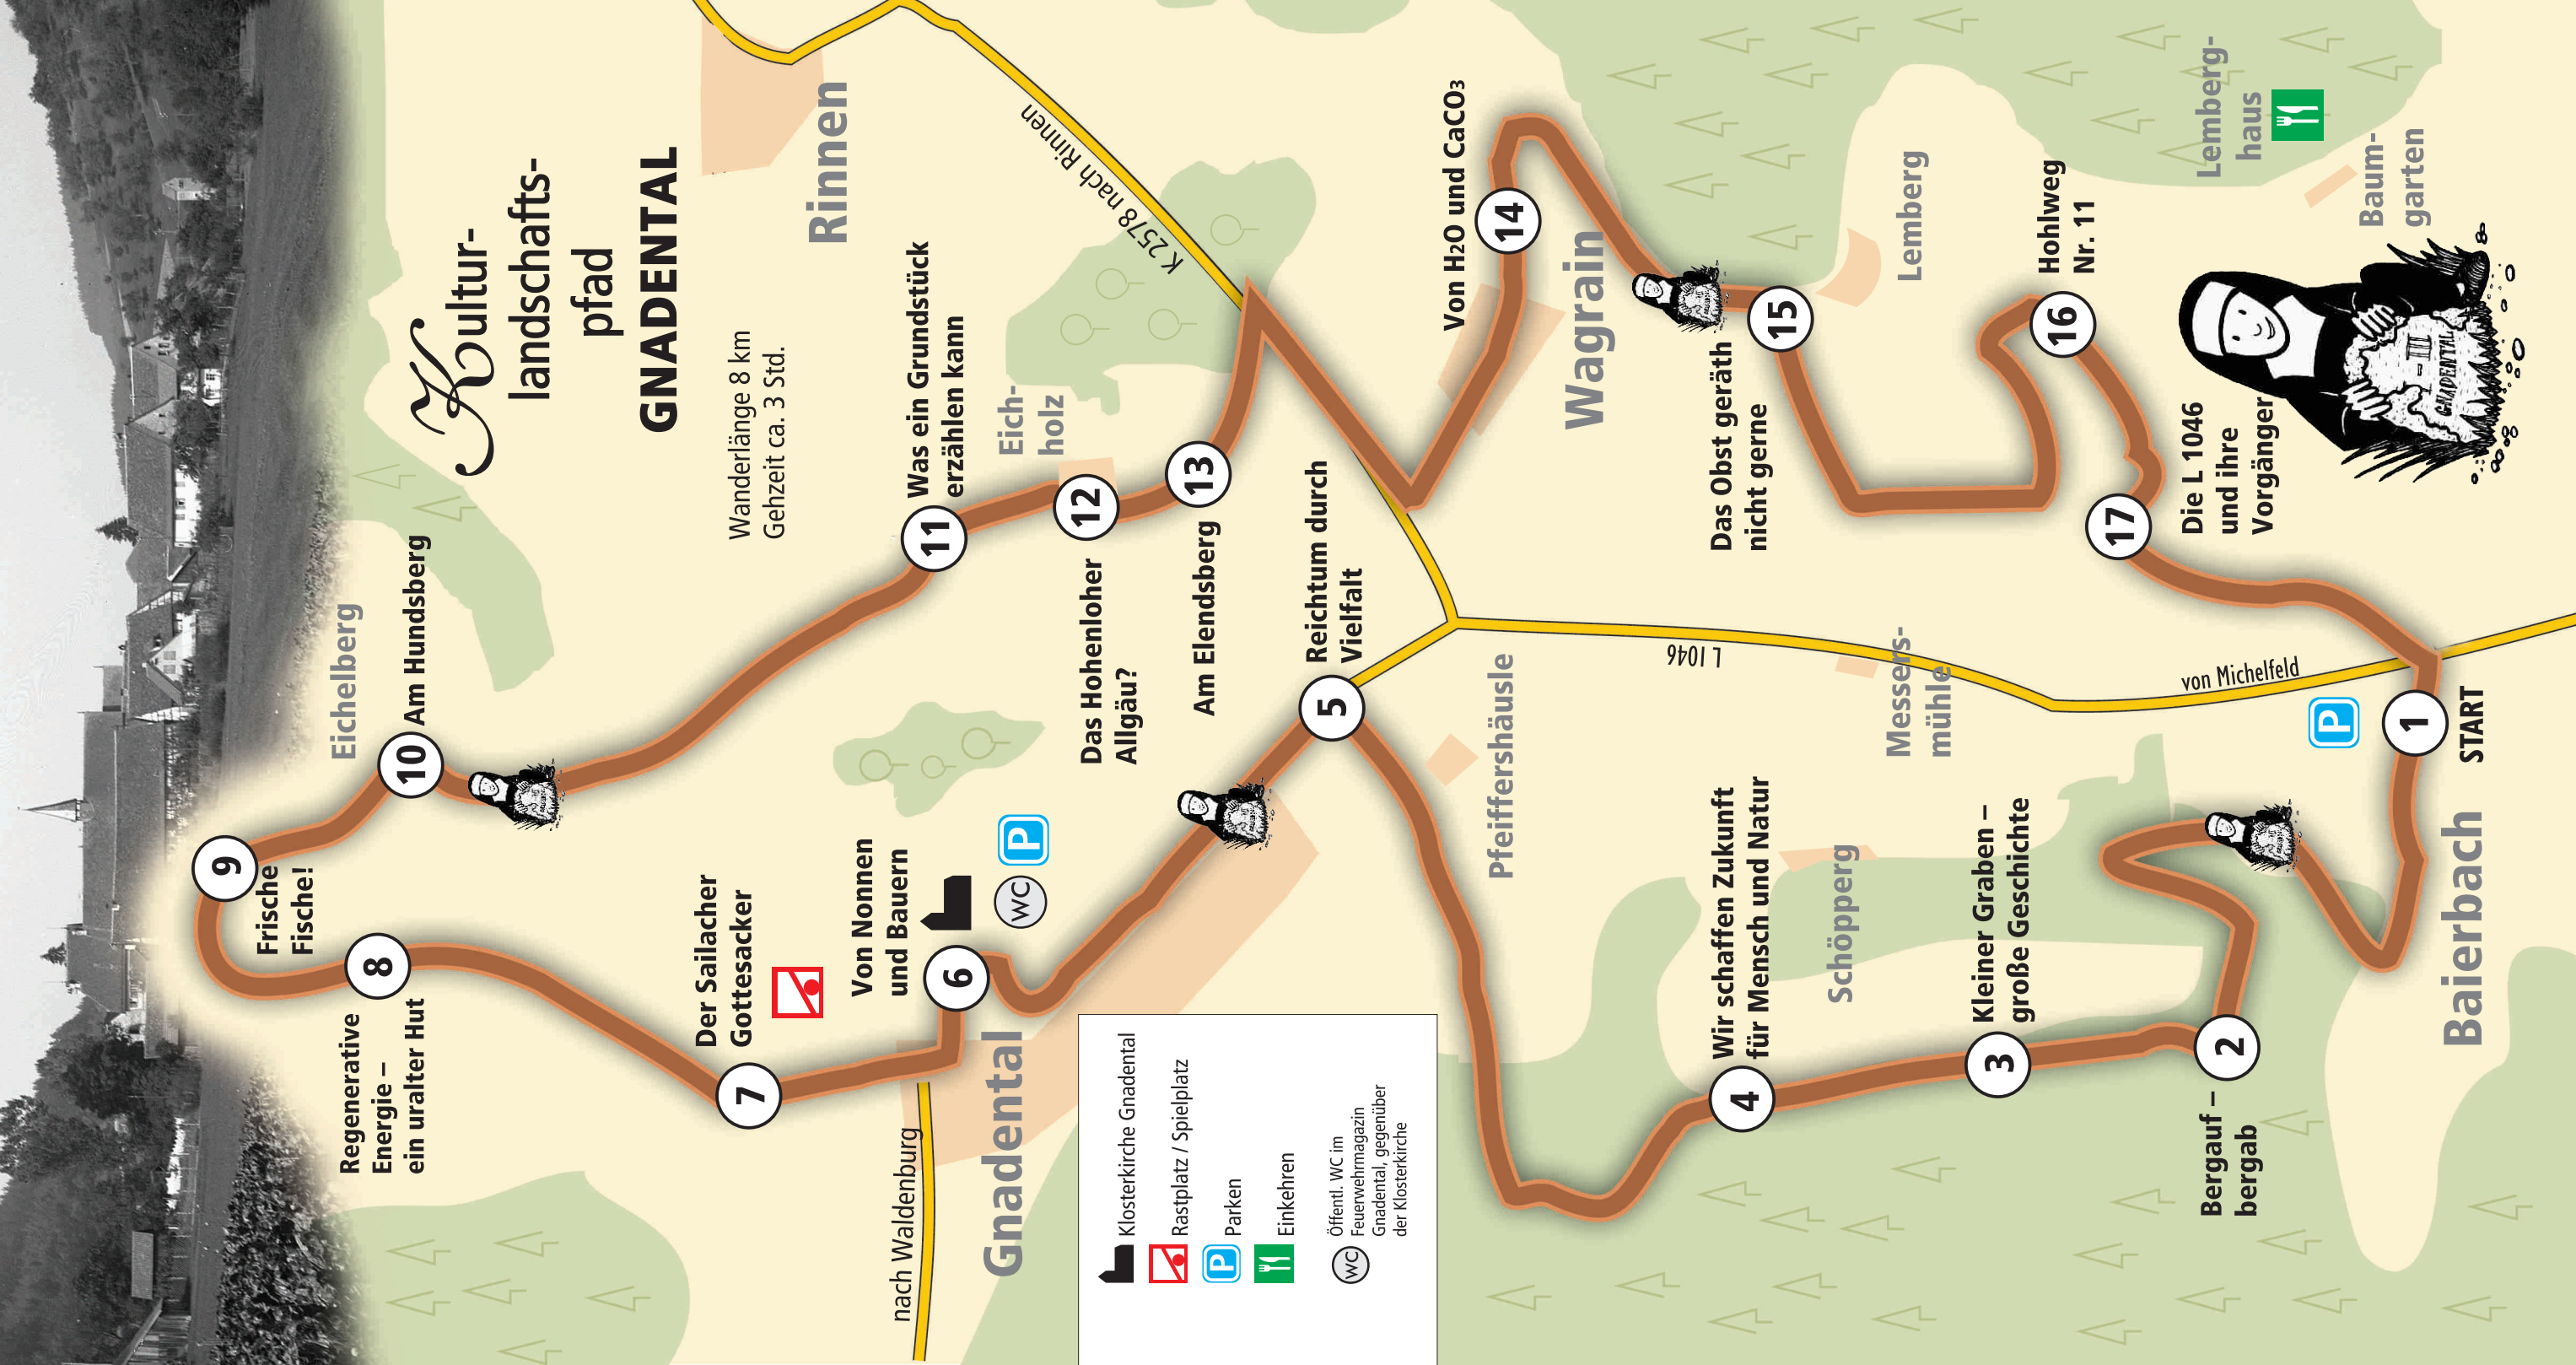 Koultur-
landschafts-
pfad
GNADENTAL
Wanderlänge 8 km
Gehzeit ca. 3 Std.
Eichelberg
10
Am Hundsberg
9
Frische
Fische!
8
Regenerative
Energie –
ein uralter Hut
7
Der Sailacher
Gottesacker
6
Von Nonnen
und Bauern
WC
P
nach Waldenburg
Gnadental
Rinnen
K 2578 nach Rinnen
11
Was ein Grundstück
erzählen kann
Eich-
holz
12
Das Hohenloher
Allgäu?
13
Am Elendsberg
5
Reichtum durch
Vielfalt
Klosterkirche Gnadental
Rastplatz / Spielplatz
P
Parken
Einkehren
WC
Öffentl. WC im
Feuerwehrmagazin
Gnadental, gegenüber
der Klosterkirche
14
Von H2O und CaCO3
Wagrain
Pfeiffershäusle
L 1046
15
Das Obst geräth
nicht gerne
Lemberg
4
Wir schaffen Zukunft
für Mensch und Natur
Schöpperg
Messers-
mühle
3
Kleiner Graben –
große Geschichte
16
Hohlweg
Nr. 11
17
Die L 1046
und ihre
Vorgänger
Lemberg-
haus
Baum-
garten
I - III
GNADENTAL
2
Bergauf –
bergab
von Michelfeld
P
1
START
Baierbach